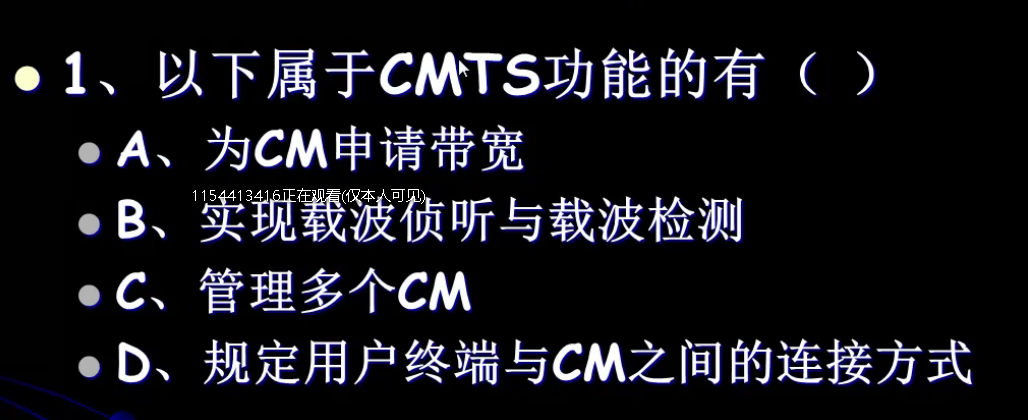 1、以下属于CMTS功能的有（ ）
A、为CM申请带宽
1154413416正在观看(仅本人可见)
B、实现载波侦听与载波检测
C、管理多个CM
D、规定用户终端与CM之间的连接方式